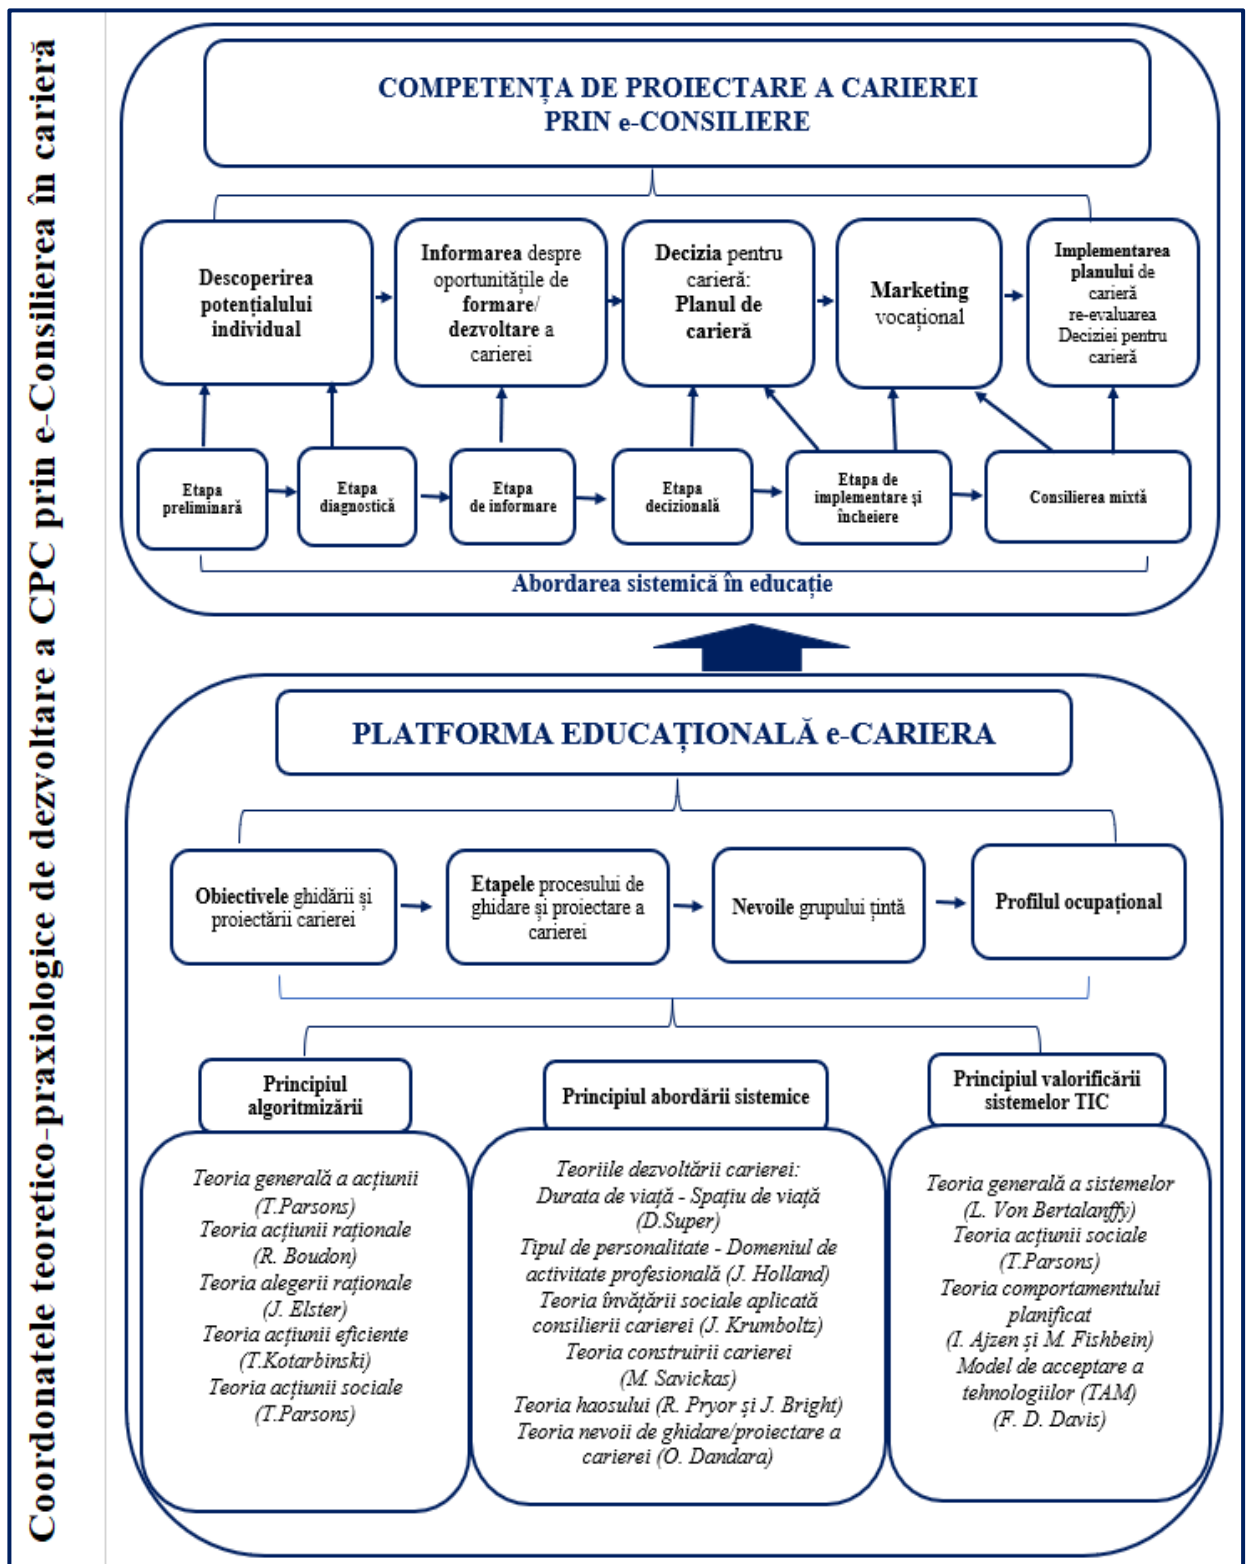 Coordonatele teoretico-praxiologice de dezvoltare a CPC prin e-Consilierea în carieră
COMPETENȚA DE PROIECTARE A CARIEREI
PRIN e-CONSILIERE
Descoperirea
potențialului
individual
Informarea despre
oportunitățile de
formare/
dezvoltare a
carierei
Decizia pentru
carieră:
Planul de
carieră
Marketing
vocațional
Implementarea
planului de
carieră
re-evaluarea
Deciziei pentru
carieră
Etapa
preliminară
Etapa
diagnostică
Etapa
de informare
Etapa
decizională
Etapa de
implementare și
încheiere
Consilierea mixtă
Abordarea sistemică în educație
PLATFORMA EDUCAȚIONALĂ e-CARIERA
Obiectivele ghidării și
proiectării carierei
Etapele procesului de
ghidare și proiectare a
carierei
Nevoile grupului țintă
Profilul ocupațional
Principiul
algoritmizării
Teoria generală a acțiunii
(T.Parsons)
Teoria acțiunii raționale
(R. Boudon)
Teoria alegerii raționale
(J. Elster)
Teoria acțiunii eficiente
(T.Kotarbinski)
Teoria acțiunii sociale
(T.Parsons)
Principiul abordării sistemice
Teoriile dezvoltării carierei:
Durata de viață - Spațiu de viață
(D.Super)
Tipul de personalitate - Domeniul de
activitate profesională (J. Holland)
Teoria învățării sociale aplicată
consilierii carierei (J. Krumboltz)
Teoria construirii carierei
(M. Savickas)
Teoria haosului (R. Pryor și J. Bright)
Teoria nevoii de ghidare/proiectare a
carierei (O. Dandara)
Principiul valorificării
sistemelor TIC
Teoria generală a sistemelor
(L. Von Bertalanffy)
Teoria acțiunii sociale
(T.Parsons)
Teoria comportamentului
planificat
(I. Ajzen și M. Fishbein)
Model de acceptare a
tehnologiilor (TAM)
(F. D. Davis)